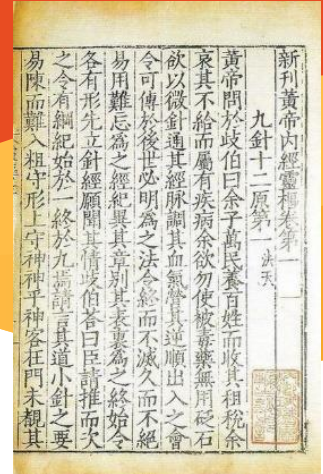 新刊黃帝內經靈樞卷第一
九針十二原第一 法天
黃帝問於歧伯曰余子萬民養百姓而收其租稅余
哀其不給而屬有疾病余欲勿使被毒藥無用砭石
欲以微針通其經脉調其血氣營其逆順出入之會
令可傳於後世必明爲之法令終而不滅久而不絕
易用難忘爲之經紀異其章別其表裏爲之終始令
各有形先立針經願聞其情歧伯荅曰臣請推而次
之令有綱紀始於一終於九焉請言其道小針之要
易陳而難入粗守形上守神神乎神客在門未覩其